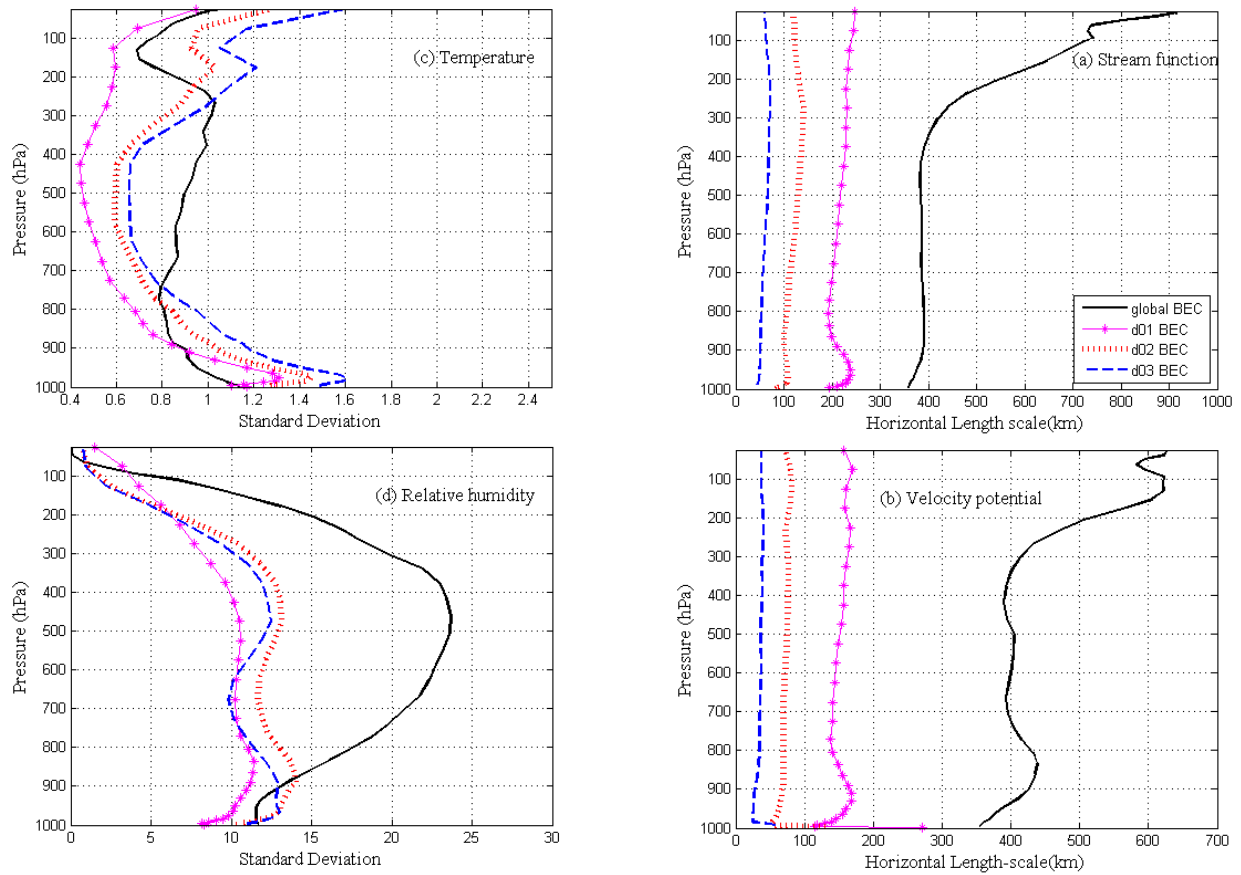 100
200
300
400
500
600
700
800
900
1000
Pressure (hPa)
(c) Temperature
0.4 0.6 0.8 1 1.2 1.4 1.6 1.8 2 2.2 2.4
Standard Deviation
100
200
300
400
500
600
700
800
900
1000
Pressure (hPa)
(a) Stream function
global BEC
d01 BEC
d02 BEC
d03 BEC
0 100 200 300 400 500 600 700 800 900 1000
Horizontal Length scale(km)
100
200
300
400
500
600
700
800
900
1000
Pressure (hPa)
(d) Relative humidity
0 5 10 15 20 25 30
Standard Deviation
100
200
300
400
500
600
700
800
900
1000
Pressure (hPa)
(b) Velocity potential
0 100 200 300 400 500 600 700
Horizontal Length-scale(km)